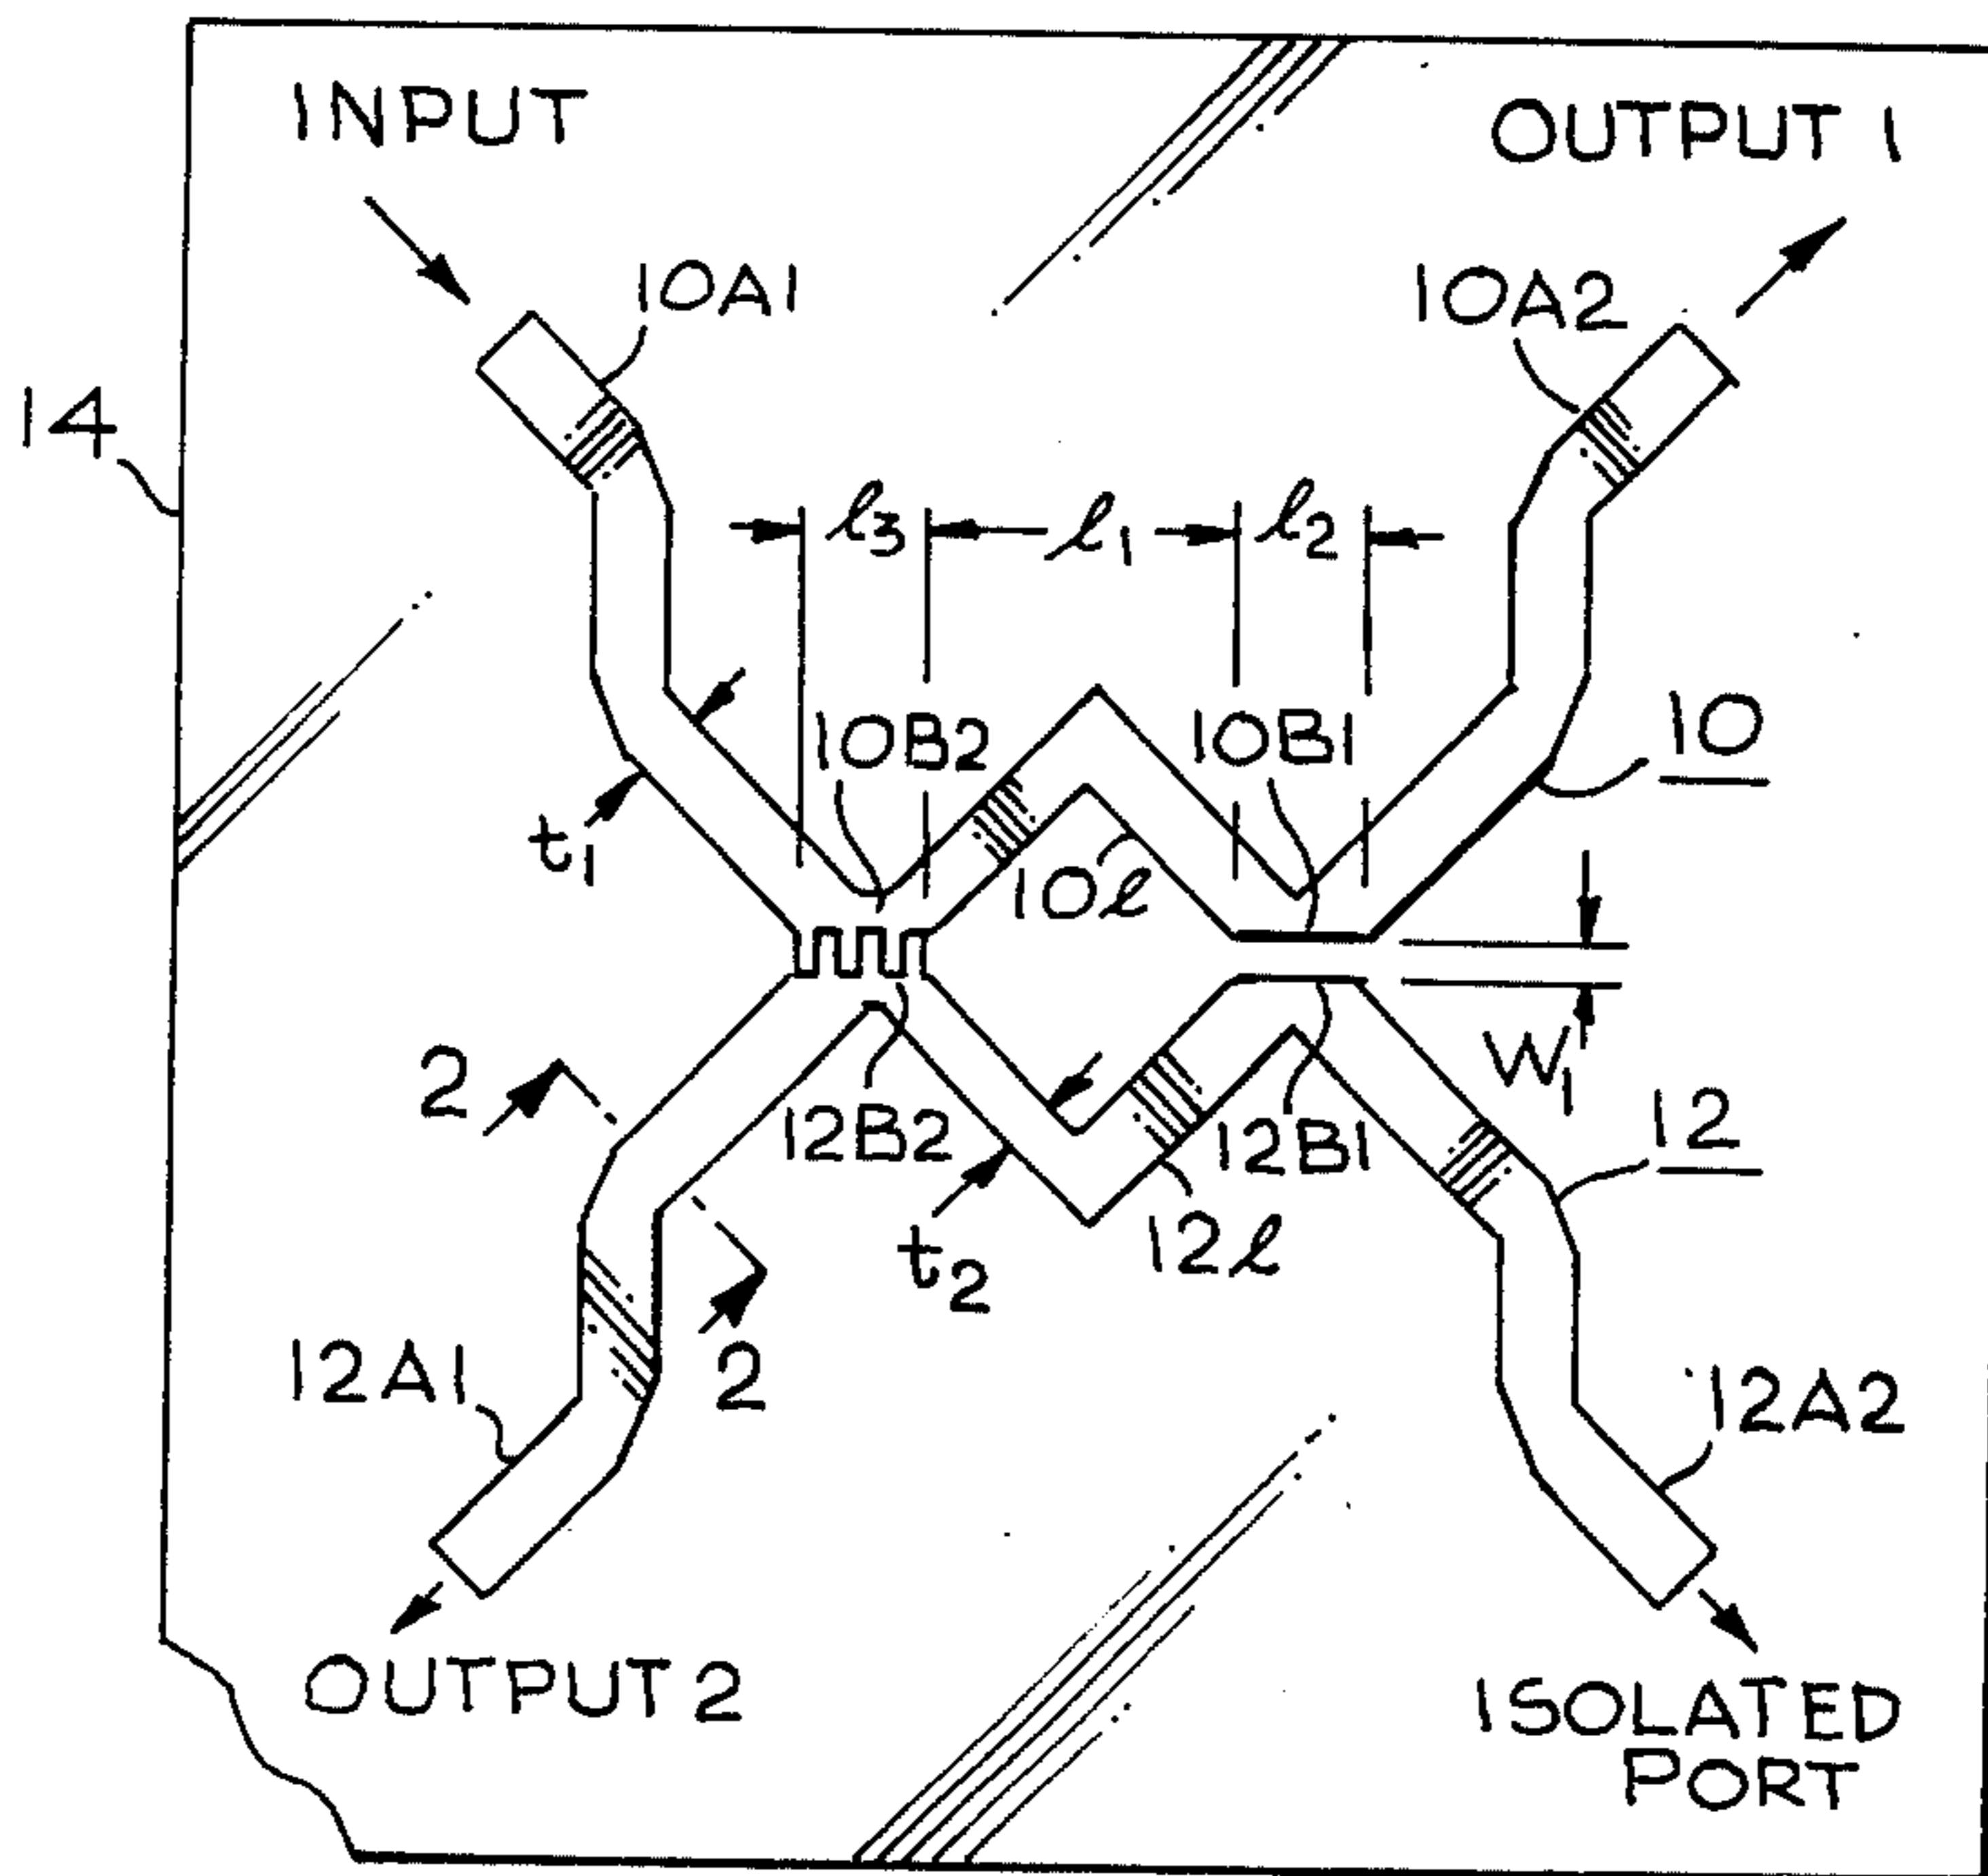 INPUT
OUTPUT 1
10A1
10A2
14
ℓ3
ℓ1
ℓ2
10B2
10B1
10
t1
10ℓ
W1
2
12B2
12B1
12
t2
12ℓ
2
12A1
12A2
OUTPUT 2
ISOLATED
PORT